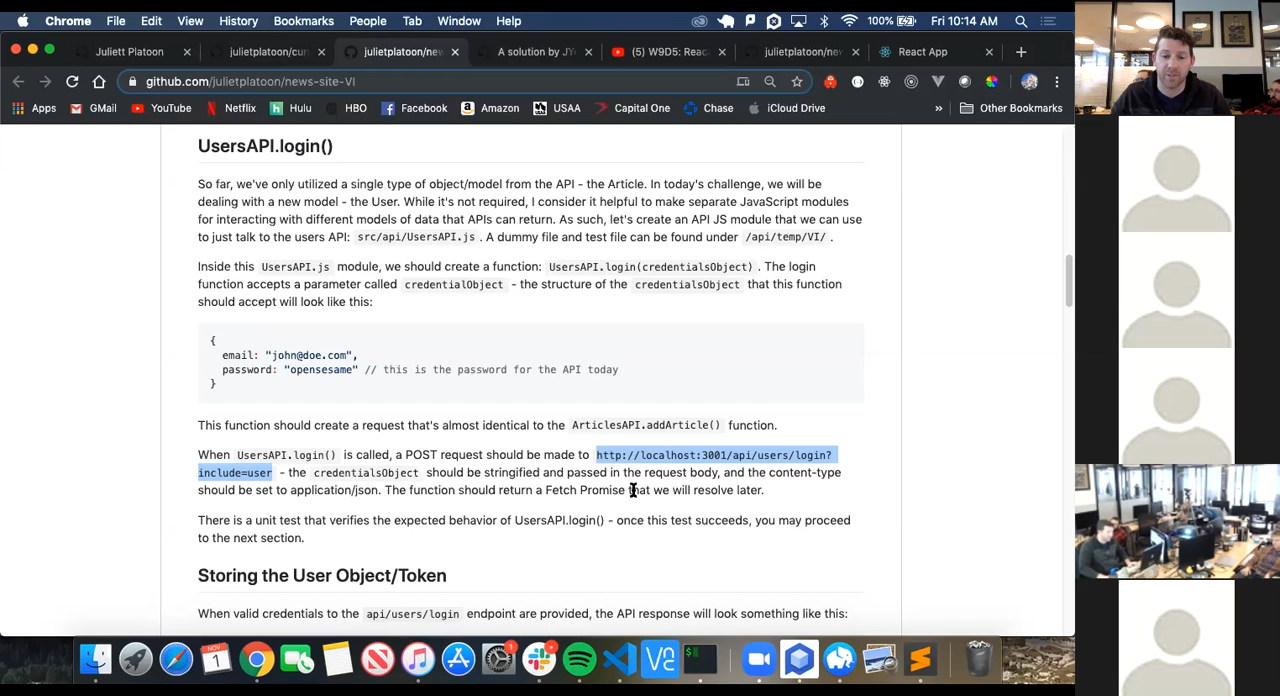 Chrome File Edit View History Bookmarks People Tab Window Help 100% Fri 10:14 AM
Juliett Platoon julietplatoon/cur julietplatoon/new A solution by JY (5) W9D5: Reac julietplatoon/new React App
github.com/julietplatoon/news-site-VI
Apps GMail YouTube Netflix Hulu HBO Facebook Amazon USAA Capital One Chase iCloud Drive » Other Bookmarks
UsersAPI.login()
So far, we've only utilized a single type of object/model from the API - the Article. In today's challenge, we will be
dealing with a new model - the User. While it's not required, I consider it helpful to make separate JavaScript modules
for interacting with different models of data that APIs can return. As such, let's create an API JS module that we can use
to just talk to the users API: src/api/UsersAPI.js . A dummy file and test file can be found under /api/temp/VI/ .
Inside this UsersAPI.js module, we should create a function: UsersAPI.login(credentialsObject) . The login
function accepts a parameter called credentialObject - the structure of the credentialsObject that this function
should accept will look like this:
{
email: "john@doe.com",
password: "opensesame" // this is the password for the API today
}
This function should create a request that's almost identical to the ArticlesAPI.addArticle() function.
When UsersAPI.login() is called, a POST request should be made to http://localhost:3001/api/users/login?
include=user - the credentialsObject should be stringified and passed in the request body, and the content-type
should be set to application/json. The function should return a Fetch Promise that we will resolve later.
There is a unit test that verifies the expected behavior of UsersAPI.login() - once this test succeeds, you may proceed
to the next section.
Storing the User Object/Token
When valid credentials to the api/users/login endpoint are provided, the API response will look something like this: